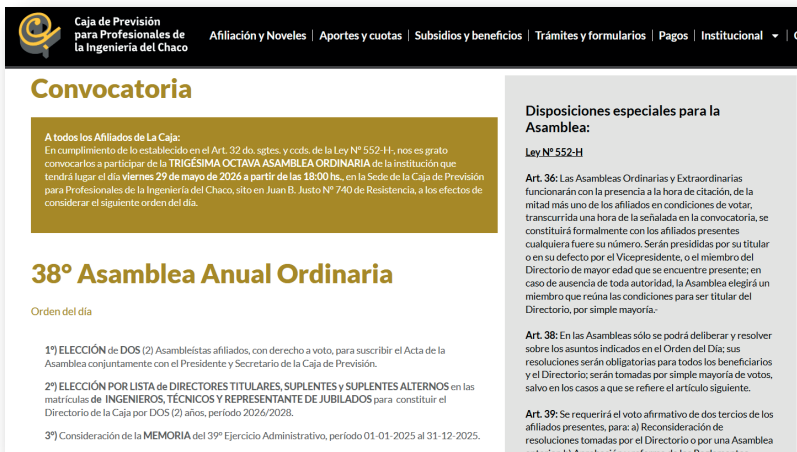 Caja de Previsión
para Profesionales de
la Ingeniería del Chaco
Afiliación y Noveles | Aportes y cuotas | Subsidios y beneficios | Trámites y formularios | Pagos | Institucional
Convocatoria
A todos los Afiliados de La Caja:
En cumplimiento de lo establecido en el Art. 32 do. sgtes. y ccds. de la Ley Nº 552-H-, nos es grato
convocarlos a participar de la TRIGÉSIMA OCTAVA ASAMBLEA ORDINARIA de la institución que
tendrá lugar el día viernes 29 de mayo de 2026 a partir de las 18:00 hs., en la Sede de la Caja de Previsión
para Profesionales de la Ingeniería del Chaco, sito en Juan B. Justo Nº 740 de Resistencia, a los efectos de
considerar el siguiente orden del día.
38º Asamblea Anual Ordinaria
Orden del día
1º) ELECCIÓN de DOS (2) Asambleístas afiliados, con derecho a voto, para suscribir el Acta de la
Asamblea conjuntamente con el Presidente y Secretario de la Caja de Previsión.
2º) ELECCIÓN POR LISTA de DIRECTORES TITULARES, SUPLENTES y SUPLENTES ALTERNOS en las
matrículas de INGENIEROS, TÉCNICOS Y REPRESENTANTE DE JUBILADOS para constituir el
Directorio de la Caja por DOS (2) años, período 2026/2028.
3º) Consideración de la MEMORIA del 39º Ejercicio Administrativo, período 01-01-2025 al 31-12-2025.
Disposiciones especiales para la
Asamblea:
Ley Nº 552-H
Art. 36: Las Asambleas Ordinarias y Extraordinarias
funcionarán con la presencia a la hora de citación, de la
mitad más uno de los afiliados en condiciones de votar,
transcurrida una hora de la señalada en la convocatoria, se
constituirá formalmente con los afiliados presentes
cualquiera fuere su número. Serán presididas por su titular
o en su defecto por el Vicepresidente, o el miembro del
Directorio de mayor edad que se encuentre presente; en
caso de ausencia de toda autoridad, la Asamblea elegirá un
miembro que reúna las condiciones para ser titular del
Directorio, por simple mayoría.-
Art. 38: En las Asambleas sólo se podrá deliberar y resolver
sobre los asuntos indicados en el Orden del Día; sus
resoluciones serán obligatorias para todos los beneficiarios
y el Directorio; serán tomadas por simple mayoría de votos,
salvo en los casos a que se refiere el artículo siguiente.
Art. 39: Se requerirá el voto afirmativo de dos tercios de los
afiliados presentes, para: a) Reconsideración de
resoluciones tomadas por el Directorio o por una Asamblea